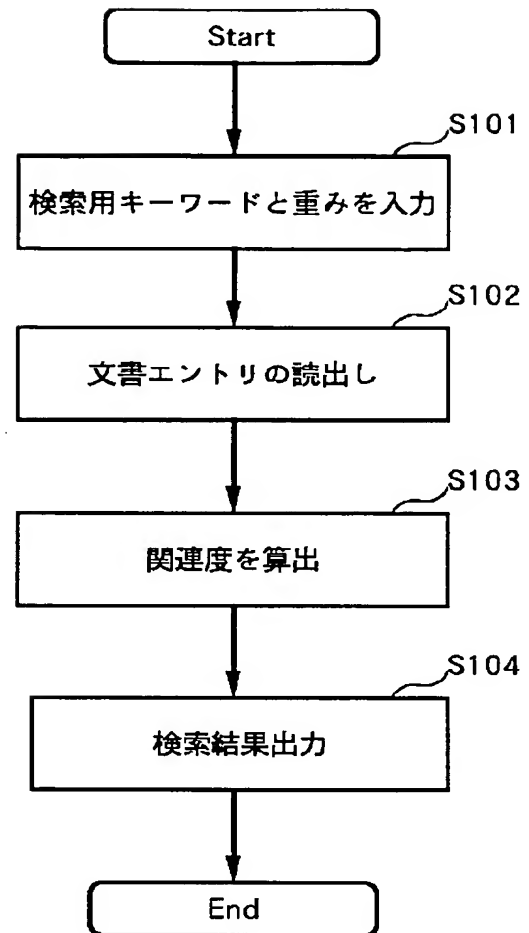 Start
S101
検索用キーワードと重みを入力
S102
文書エントリの読出し
S103
関連度を算出
S104
検索結果出力
End